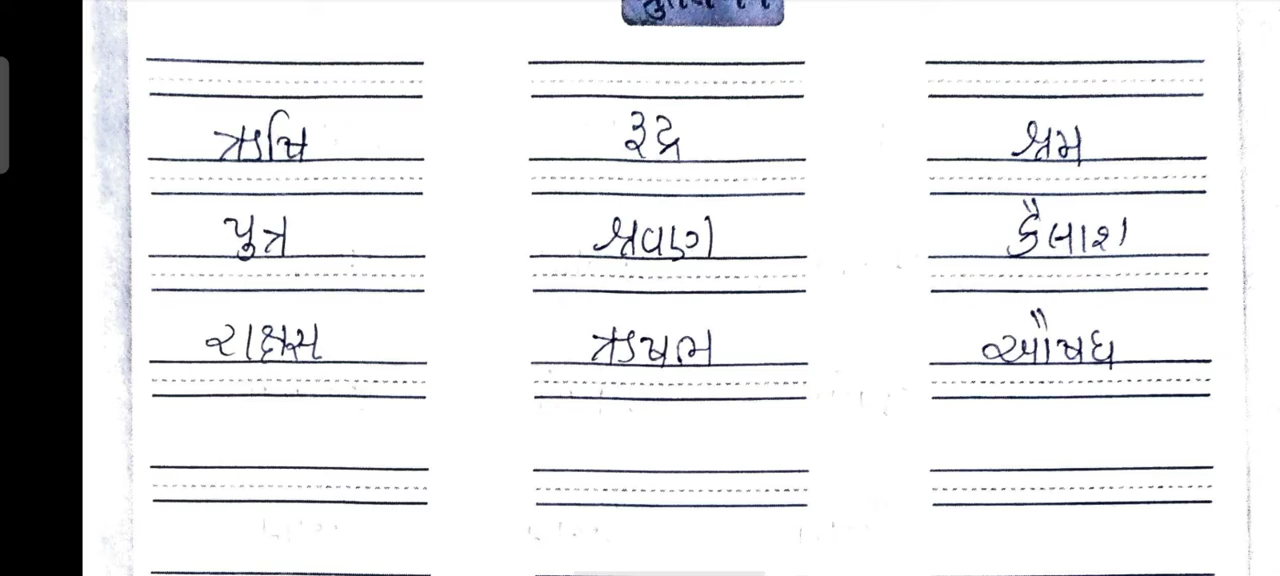 ઋષિ રૂદ્ર શ્રમ
પુત્ર શ્રવણ કૈલાશ
રાક્ષસ ઋષભ ઔષધ